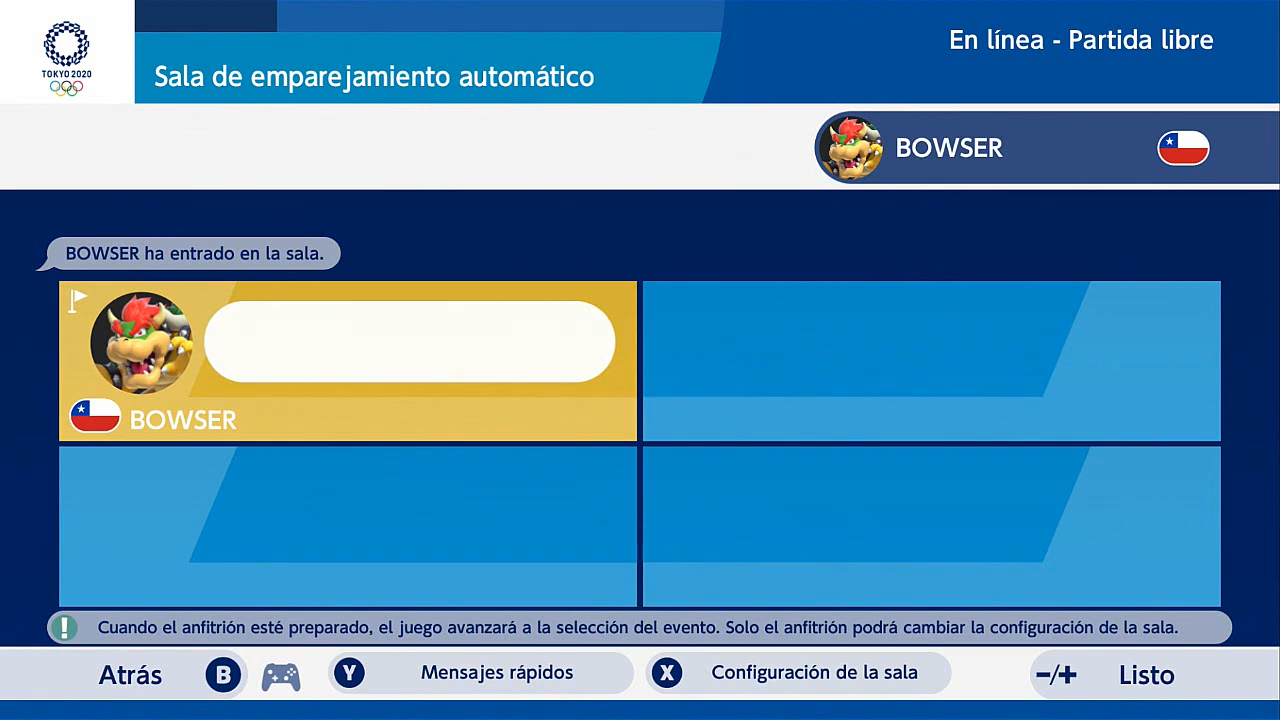 TOKYO 2020
Sala de emparejamiento automático
En línea - Partida libre
BOWSER
BOWSER ha entrado en la sala.
BOWSER
Cuando el anfitrión esté preparado, el juego avanzará a la selección del evento. Solo el anfitrión podrá cambiar la configuración de la sala.
Atrás B Y Mensajes rápidos X Configuración de la sala -/+ Listo